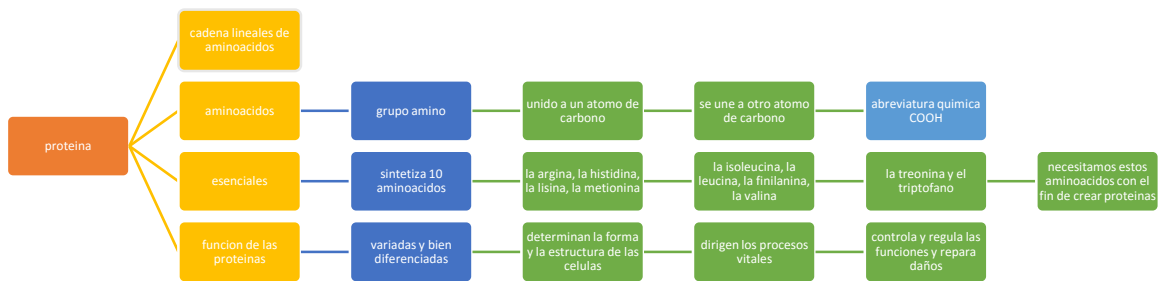 proteina
cadena lineales de
aminoacidos
aminoacidos
grupo amino
unido a un atomo de
carbono
se une a otro atomo
de carbono
abreviatura quimica
COOH
esenciales
sintetiza 10
aminoacidos
la argina, la histidina,
la lisina, la metionina
la isoleucina, la
leucina, la finilanina,
la valina
la treonina y el
triptofano
necesitamos estos
aminoacidos con el
fin de crear proteinas
funcion de las
proteinas
variadas y bien
diferenciadas
determinan la forma
y la estructura de las
celulas
dirigen los procesos
vitales
controla y regula las
funciones y repara
daños